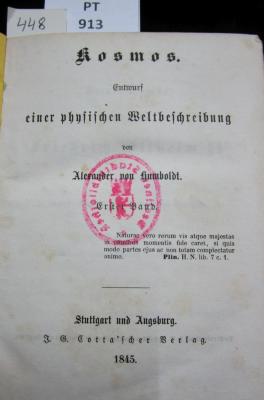 448
PT
913
Kosmos.
Entwurf
einer physischen Weltbeschreibung
von
Alexander von Humboldt.
Erster Band.
Naturae vero rerum vis atque majestas
in omnibus momentis fide caret, si quis
modo partes ejus ac non totam complectatur
animo. Plin. H. N. lib. 7 c. 1.
Stuttgart und Augsburg.
J. G. Cotta'scher Verlag.
1845.